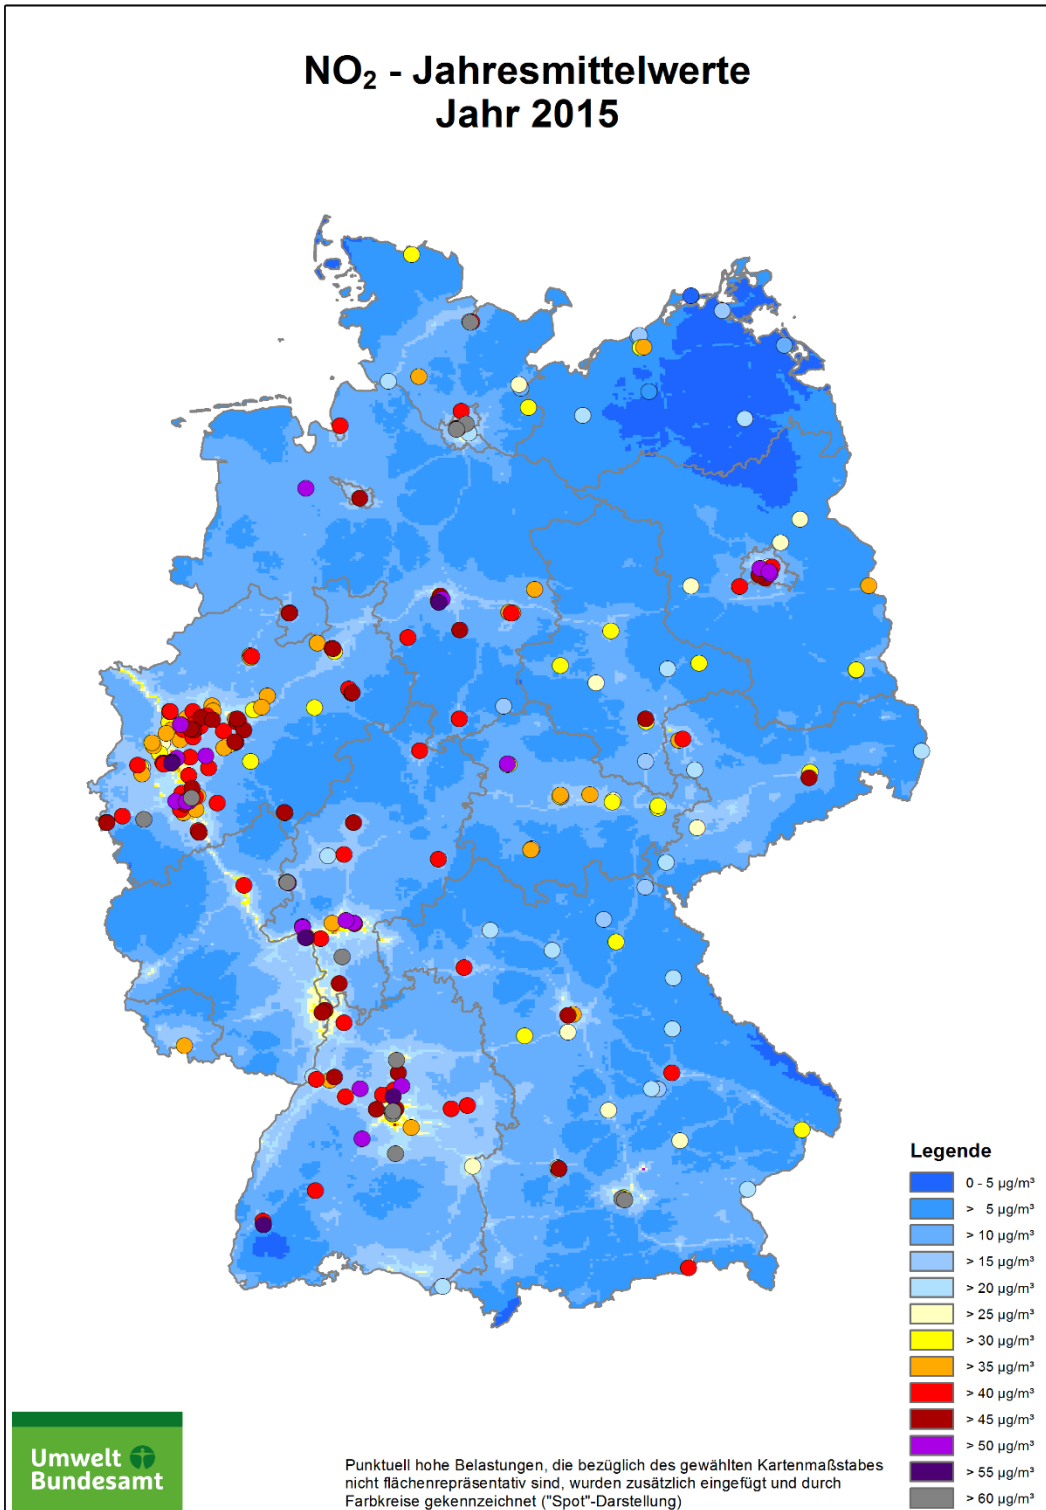 NO₂ - Jahresmittelwerte
Jahr 2015
Legende
0 - 5 µg/m³
> 5 µg/m³
> 10 µg/m³
> 15 µg/m³
> 20 µg/m³
> 25 µg/m³
> 30 µg/m³
> 35 µg/m³
> 40 µg/m³
> 45 µg/m³
> 50 µg/m³
> 55 µg/m³
> 60 µg/m³
Umwelt
Bundesamt
Punktuell hohe Belastungen, die bezüglich des gewählten Kartenmaßstabes
nicht flächenrepräsentativ sind, wurden zusätzlich eingefügt und durch
Farbkreise gekennzeichnet ("Spot"-Darstellung)